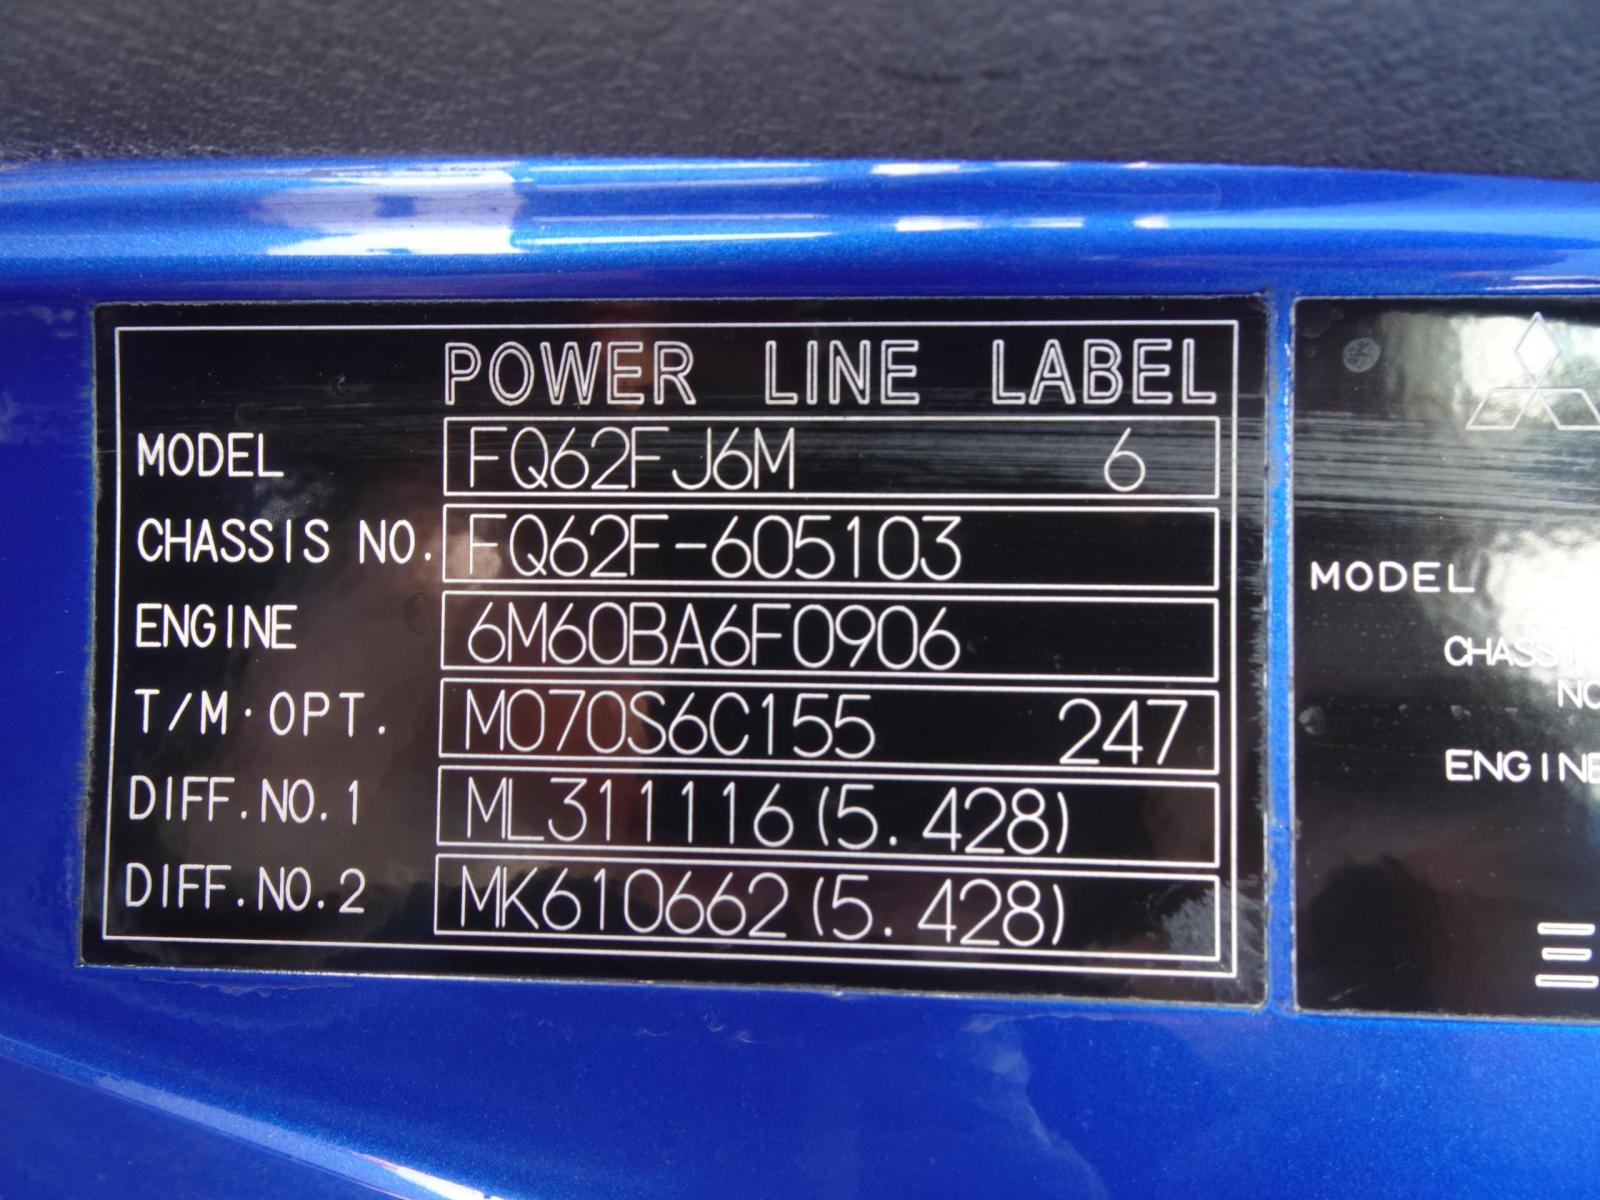 POWER LINE LABEL
MODEL FQ62FJ6M 6
CHASSIS NO. FQ62F-605103
ENGINE 6M60BA6F0906
T/M·OPT. M070S6C155 247
DIFF.NO.1 ML311116(5.428)
DIFF.NO.2 MK610662(5.428)
MODEL
CHASSIS
NO
ENGINE